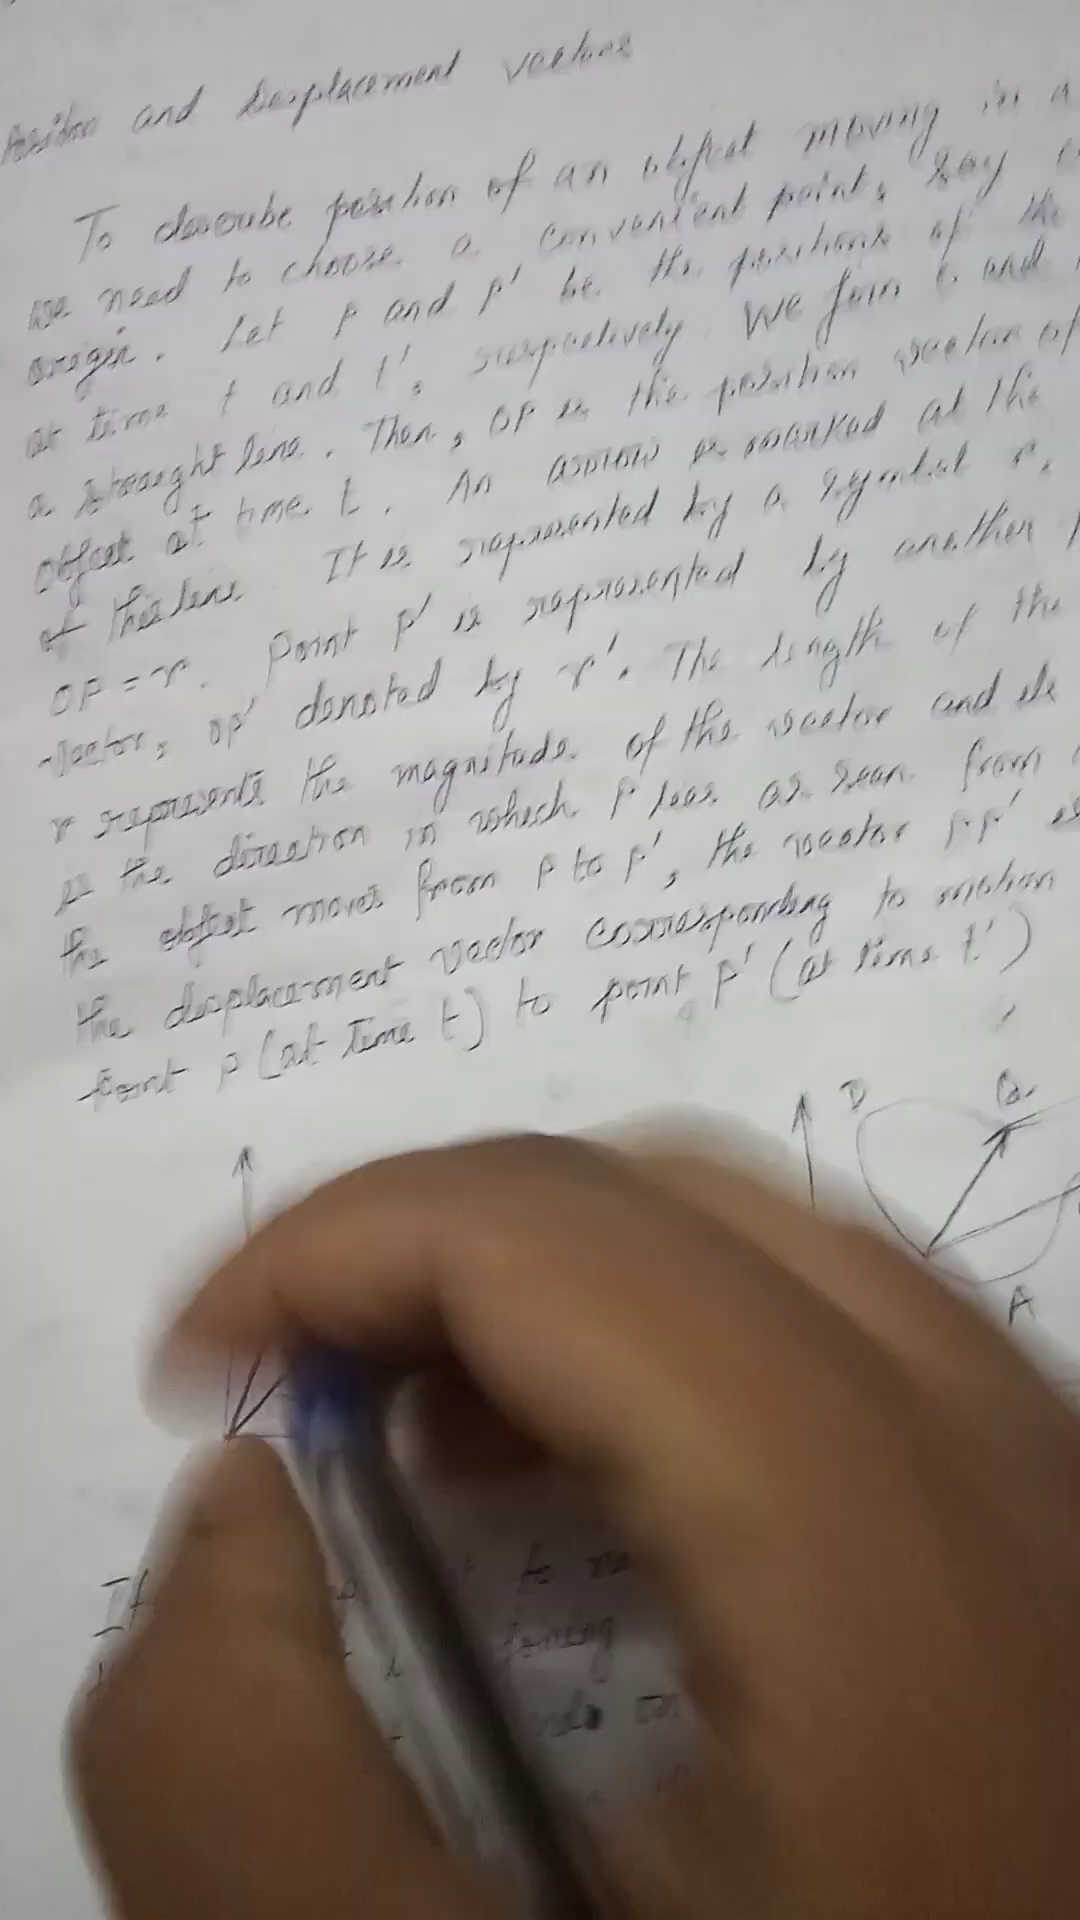 Position and Displacement vectors
To describe position of an object moving in a
we need to choose a convenient point, say
origin. Let P and P' be the positions of the
at time t and t', respectively. We join O and
a straight line. Then, OP is the position vector of
object at time t. An arrow is marked at the
of this line It is represented by a symbol r.
OP = r. Point P' is represented by another
vector, OP' denoted by r'. The length of the
r represents the magnitude of the vector and its
is the direction in which P lies as seen from
the object moves from P to P', the vector PP' is
the displacement vector corresponding to motion
point P (at time t) to point P' (at time t')
D
Q
A
If to